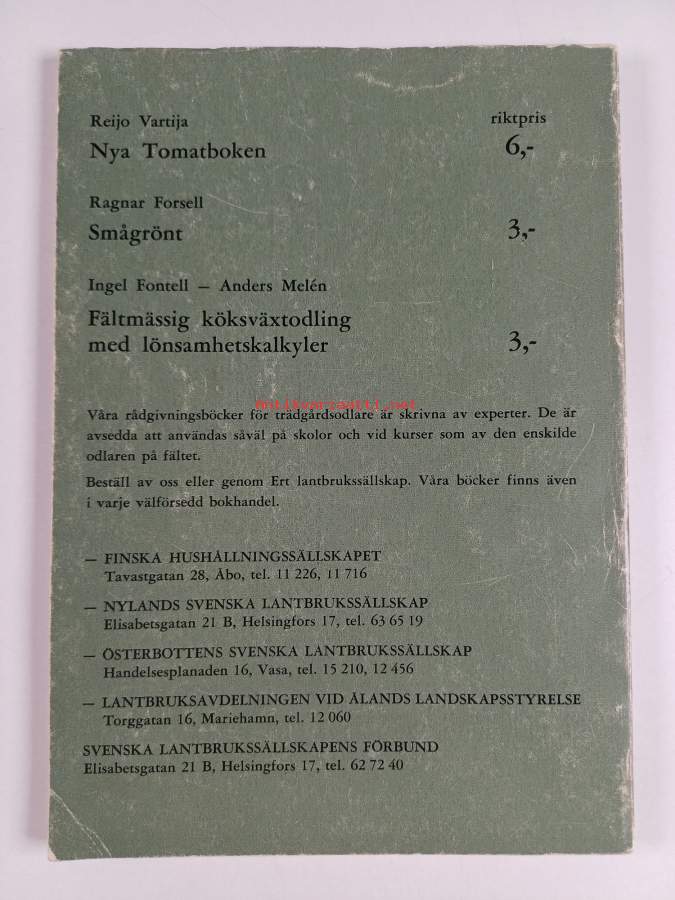 Reijo Vartija riktpris
Nya Tomatboken 6,-
Ragnar Forsell
Smågrönt 3,-
Ingel Fontell — Anders Melén
Fältmässig köksväxtodling
med lönsamhetskalkyler 3,-
Antikvariaatti.net
Våra rådgivningsböcker för trädgårdsodlare är skrivna av experter. De är
avsedda att användas såväl på skolor och vid kurser som av den enskilde
odlaren på fältet.
Beställ av oss eller genom Ert lantbrukssällskap. Våra böcker finns även
i varje välförsedd bokhandel.
— FINSKA HUSHÅLLNINGSSÄLLSKAPET
Tavastgatan 28, Åbo, tel. 11 226, 11 716
— NYLANDS SVENSKA LANTBRUKSSÄLLSKAP
Elisabetsgatan 21 B, Helsingfors 17, tel. 63 65 19
— ÖSTERBOTTENS SVENSKA LANTBRUKSSÄLLSKAP
Handelsesplanaden 16, Vasa, tel. 15 210, 12 456
— LANTBRUKSAVDELNINGEN VID ÅLANDS LANDSKAPSSTYRELSE
Torggatan 16, Mariehamn, tel. 12 060
SVENSKA LANTBRUKSSÄLLSKAPENS FÖRBUND
Elisabetsgatan 21 B, Helsingfors 17, tel. 62 72 40